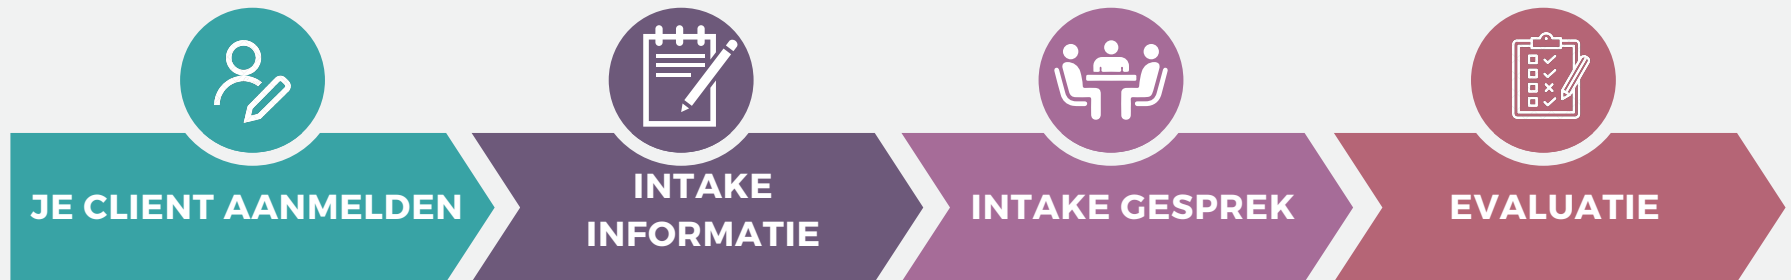 JE CLIENT AANMELDEN
INTAKE
INFORMATIE
INTAKE GESPREK
EVALUATIE